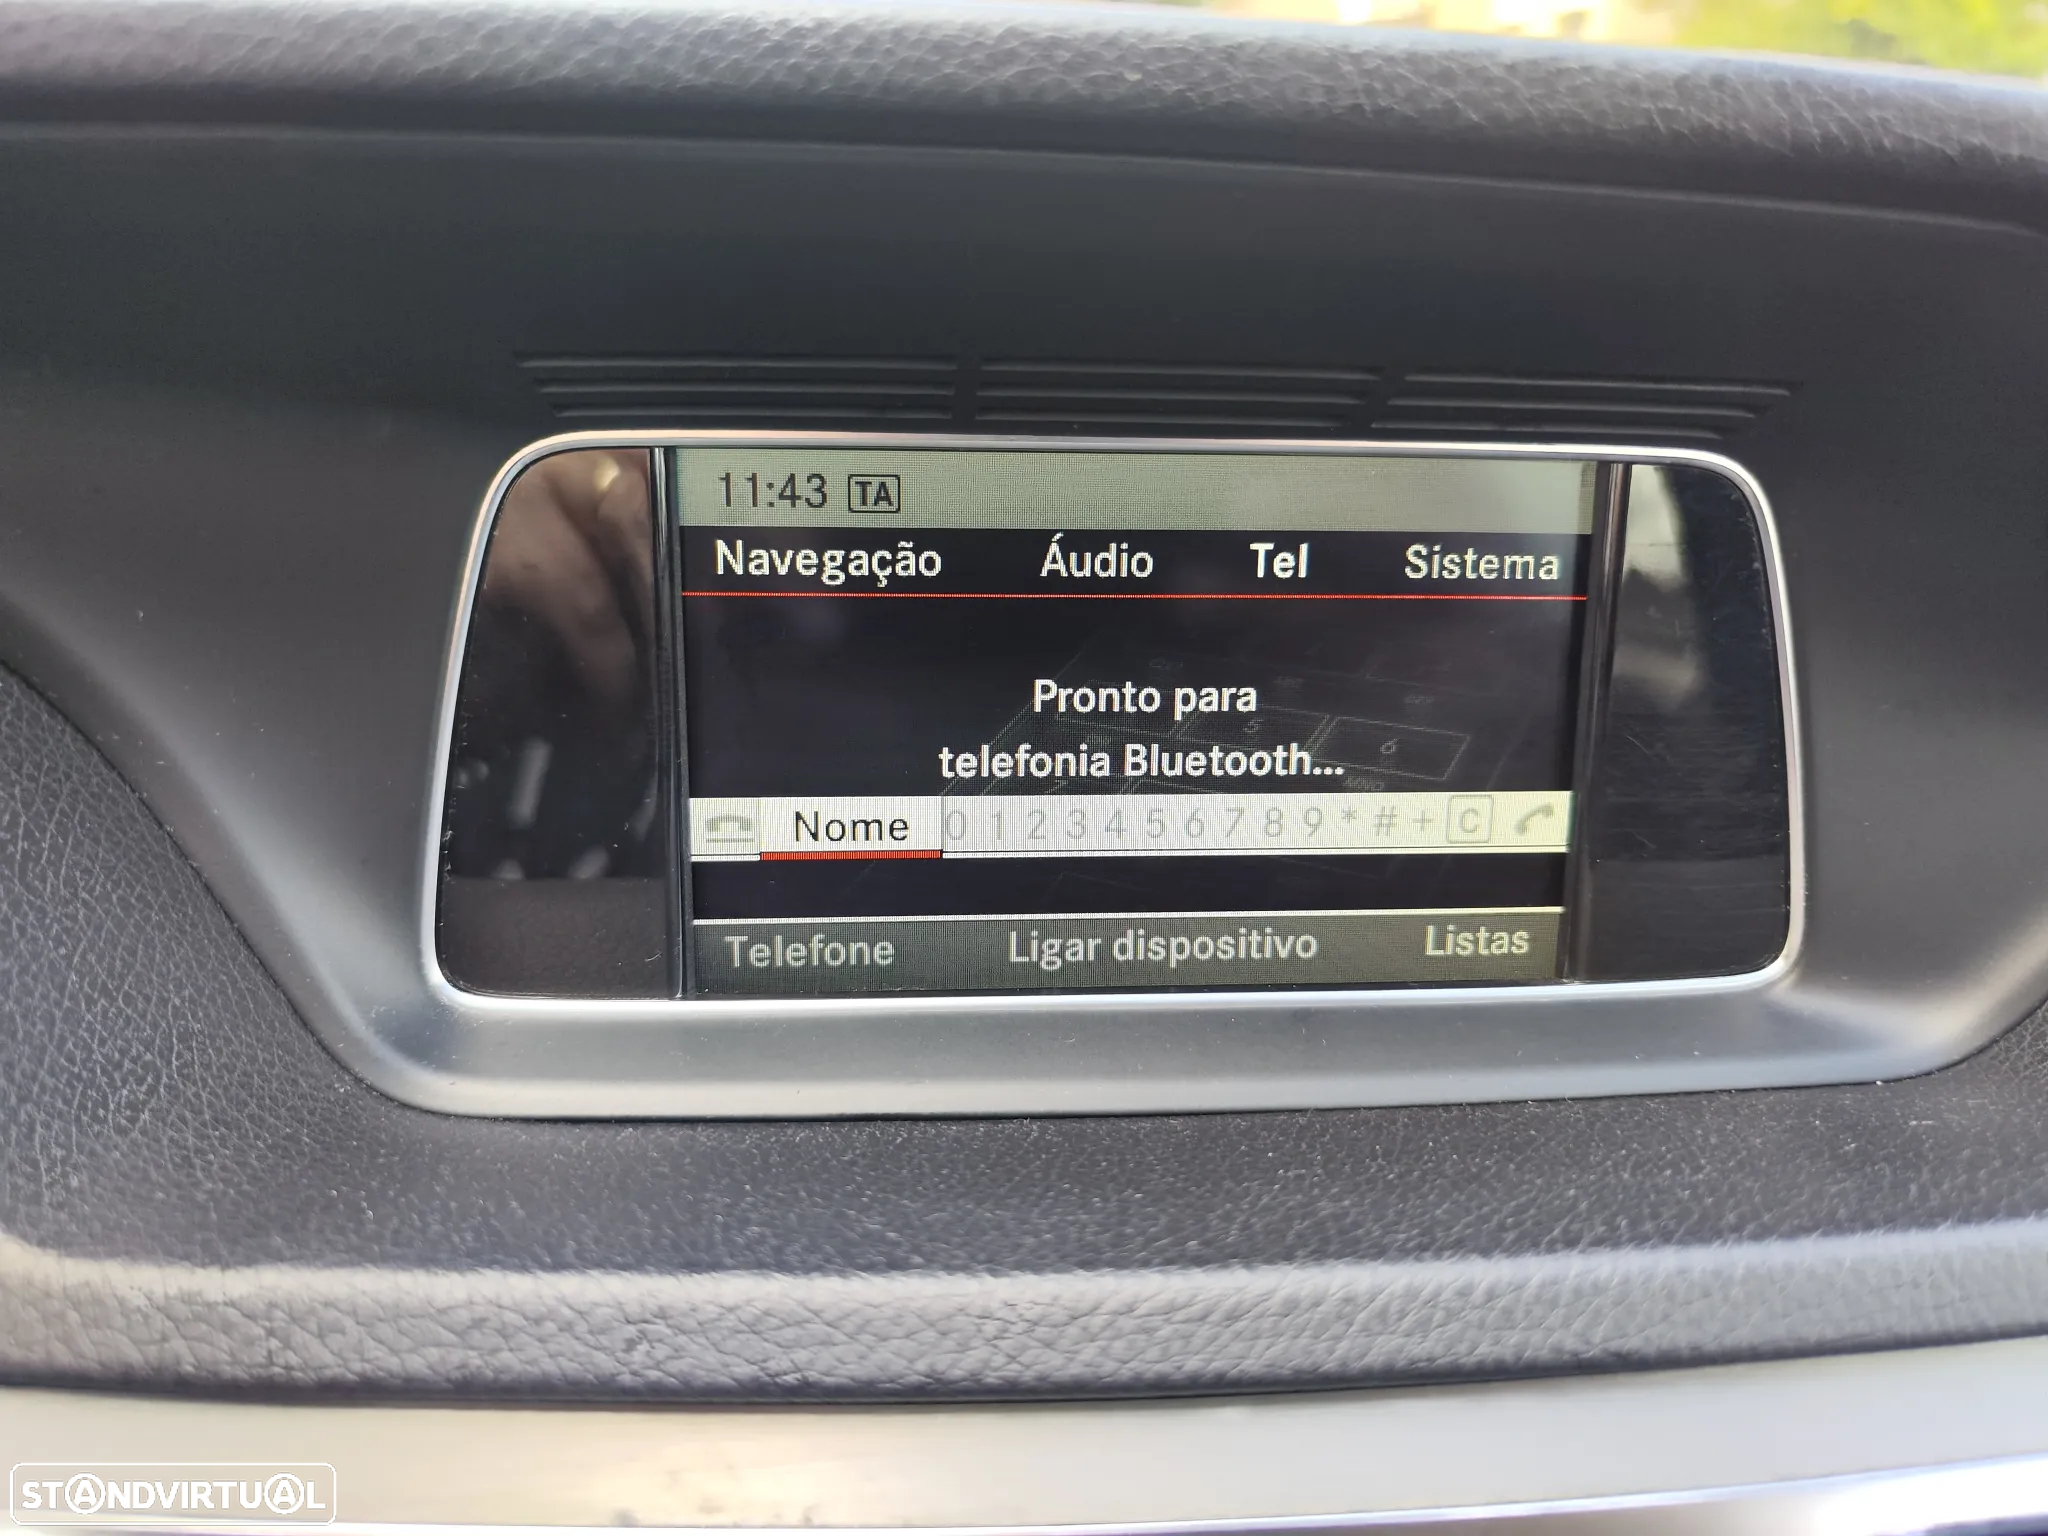 11:43 TA
Navegação Áudio Tel Sistema
Pronto para
telefonia Bluetooth...
Nome 0 1 2 3 4 5 6 7 8 9 * # + C
Telefone Ligar dispositivo Listas
STANDVIRTUAL